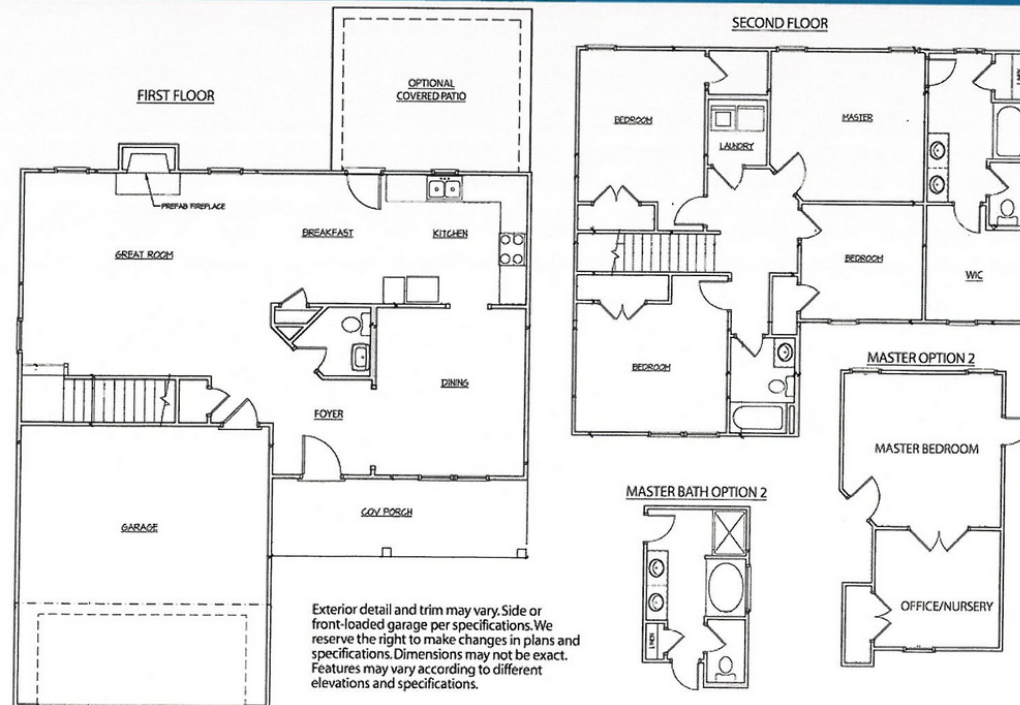 FIRST FLOOR
OPTIONAL
COVERED PATIO
PREFAB FIREPLACE
GREAT ROOM
BREAKFAST
KITCHEN
DINING
FOYER
GARAGE
COV PORCH
SECOND FLOOR
BEDROOM
LAUNDRY
MASTER
LINEN
BEDROOM
WIC
BEDROOM
MASTER OPTION 2
MASTER BEDROOM
OFFICE/NURSERY
MASTER BATH OPTION 2
LINEN
Exterior detail and trim may vary. Side or
front-loaded garage per specifications. We
reserve the right to make changes in plans and
specifications. Dimensions may not be exact.
Features may vary according to different
elevations and specifications.